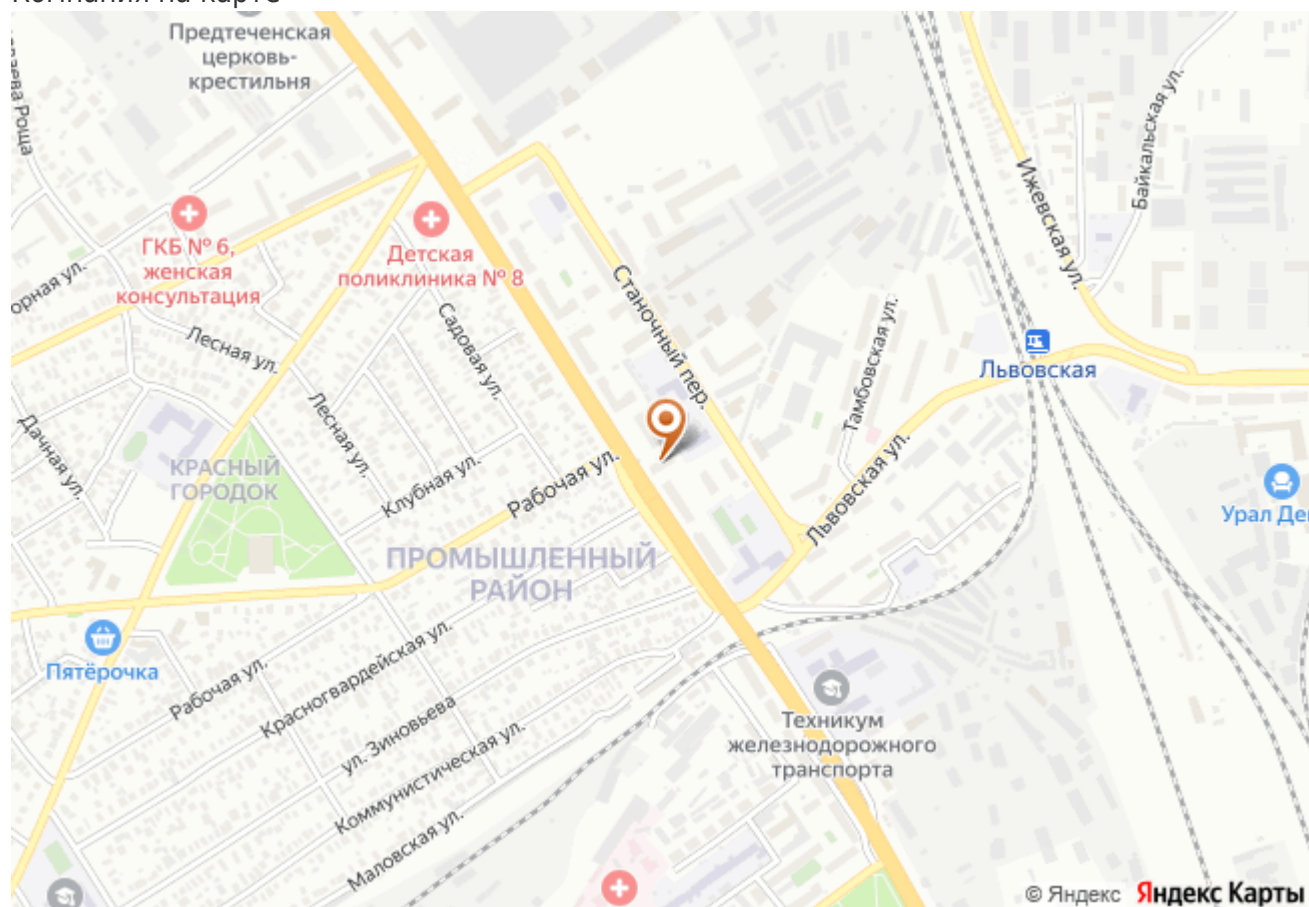 Предтеченская
церковь-
крестильня
Роща
Байкальская ул.
Ижевская ул.
ГКБ № 6,
женская
консультация
Детская
поликлиника № 8
Лесная ул.
Садовая ул.
Станочный пер.
Тамбовская ул.
Львовская
Лесная ул.
Дачная ул.
КРАСНЫЙ
ГОРОДОК
Клубная ул.
Рабочая ул.
Львовская ул.
Урал
ПРОМЫШЛЕННЫЙ
РАЙОН
Пятёрочка
Рабочая ул.
Красногвардейская ул.
ул. Зиновьева
Коммунистическая ул.
Маловская ул.
Техникум
железнодорожного
транспорта
© Яндекс Яндекс Карты